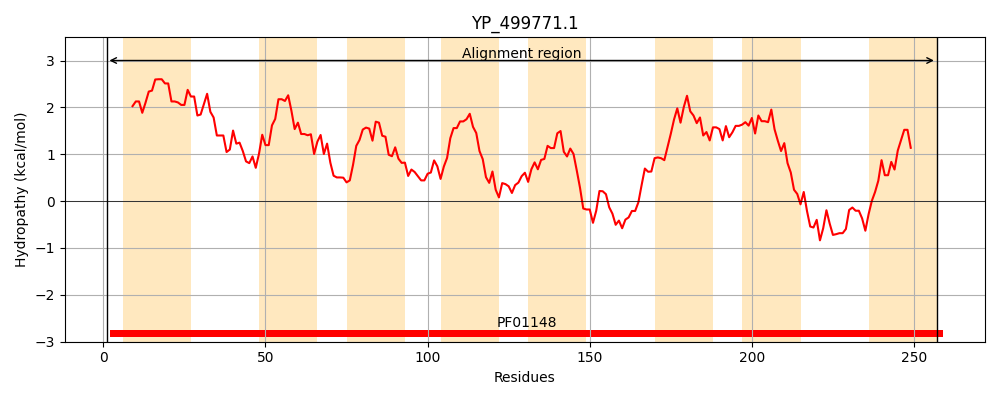 YP_499771.1
Hydropathy (kcal/mol)
3
2
1
0
−1
−2
−3
Alignment region
PF01148
0 50 100 150 200 250
Residues